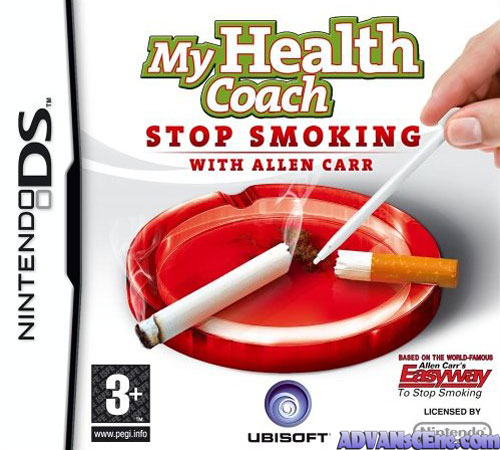 NINTENDO DS™
My Health
Coach
STOP SMOKING
WITH ALLEN CARR
BASED ON THE WORLD-FAMOUS
Allen Carr's
Easyway
To Stop Smoking
LICENSED BY
Nintendo
3+
www.pegi.info
UBISOFT
ADVANsCEne.com